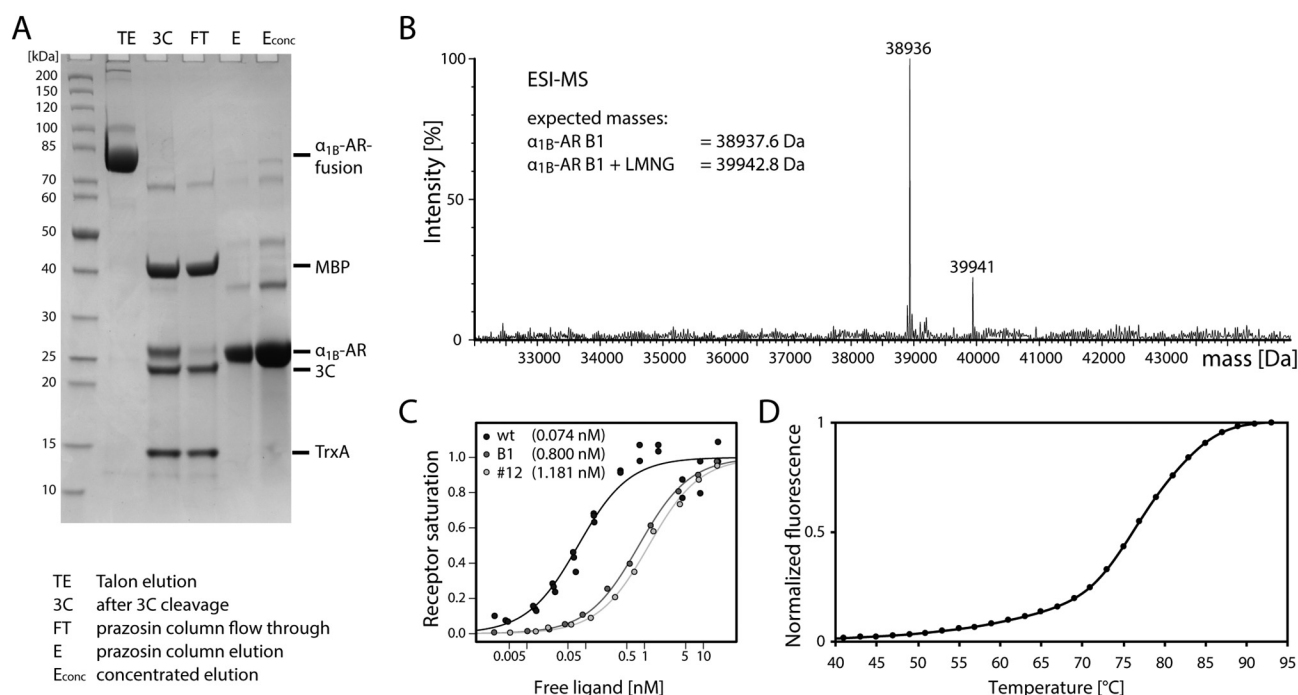 A
TE 3C FT E Econc
[kDa]
200
150
120
100
85
70
60
50
40
30
25
20
15
10
α1B-AR-
fusion
MBP
α1B-AR
3C
TrxA
TE Talon elution
3C after 3C cleavage
FT prazosin column flow through
E prazosin column elution
Econc concentrated elution
B
Intensity [%]
100
50
0
ESI-MS
expected masses:
α1B-AR B1 = 38937.6 Da
α1B-AR B1 + LMNG = 39942.8 Da
38936
39941
33000 34000 35000 36000 37000 38000 39000 40000 41000 42000 43000 mass [Da]
C
Receptor saturation
1.0
0.8
0.6
0.4
0.2
0.0
wt (0.074 nM)
B1 (0.800 nM)
#12 (1.181 nM)
0.005 0.05 0.5 1 5 10
Free ligand [nM]
D
Normalized fluorescence
1
0.5
0
40 45 50 55 60 65 70 75 80 85 90 95
Temperature [°C]